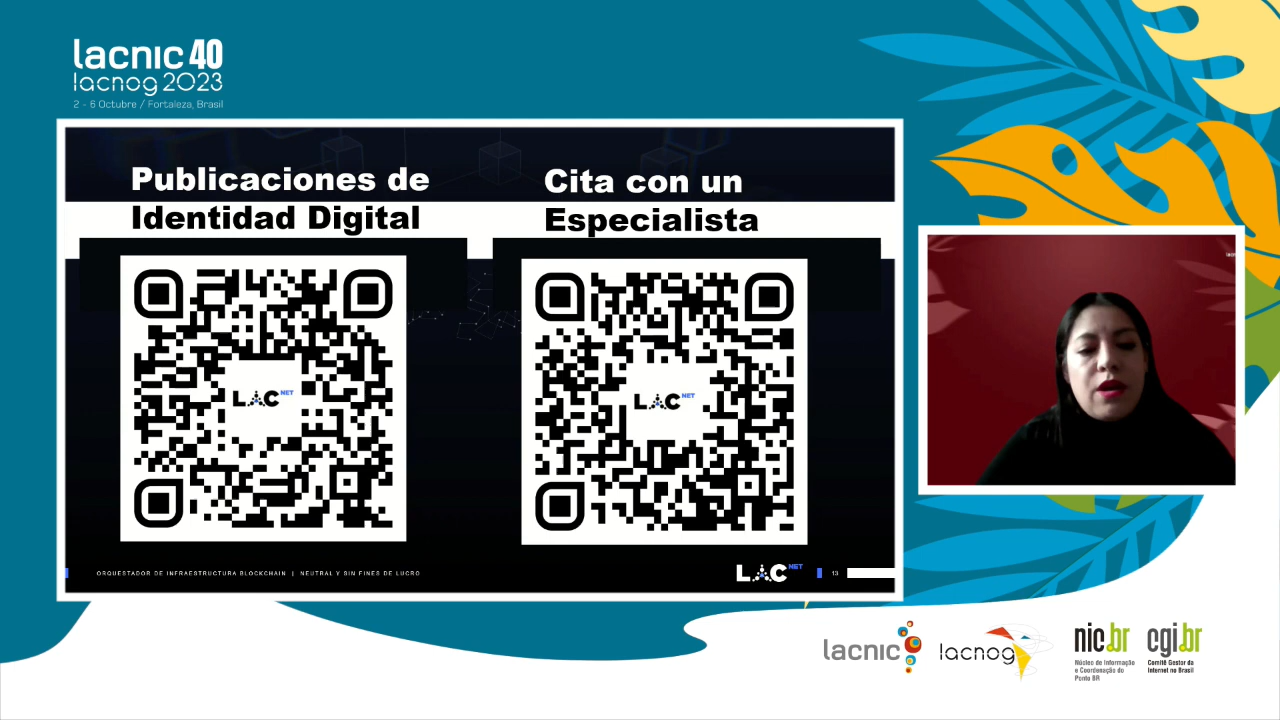 lacnic 40
lacnog 2023
2 - 6 Octubre / Fortaleza, Brasil
Publicaciones de
Identidad Digital
Cita con un
Especialista
LAC NET
LAC NET
ORQUESTADOR DE INFRAESTRUCTURA BLOCKCHAIN | NEUTRAL Y SIN FINES DE LUCRO
LAC NET
13
lacnic
lacnog
nic.br
Núcleo de Informação
e Coordenação do
Ponto BR
cgi.br
Comitê Gestor da
Internet no Brasil